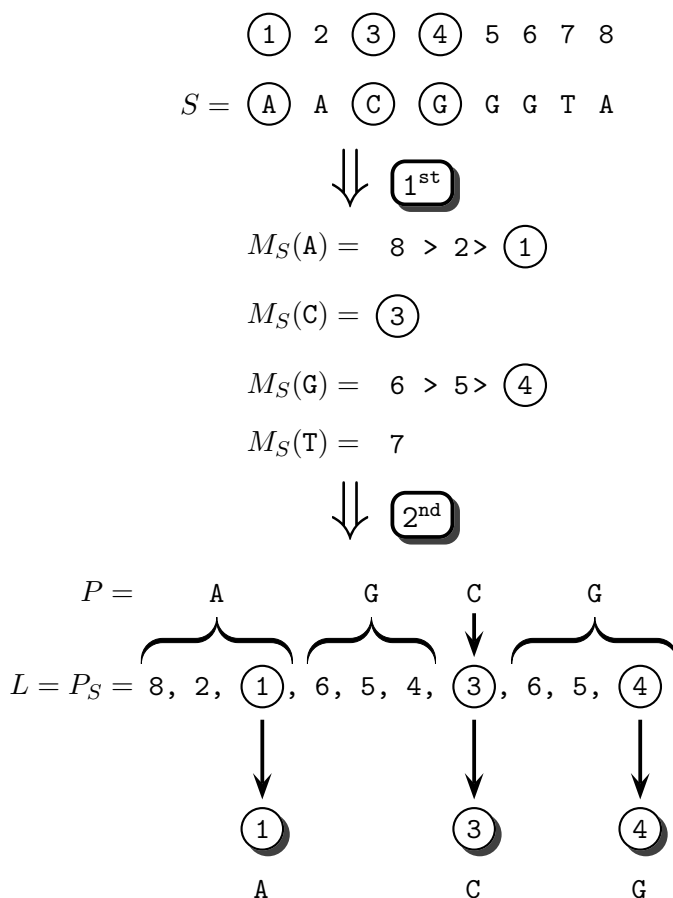 1 2 3 4 5 6 7 8
S = A A C G G G T A
1st
M_S(A) = 8 > 2 > 1
M_S(C) = 3
M_S(G) = 6 > 5 > 4
M_S(T) = 7
2nd
P = A G C G
L = P_S = 8, 2, 1, 6, 5, 4, 3, 6, 5, 4
1 3 4
A C G